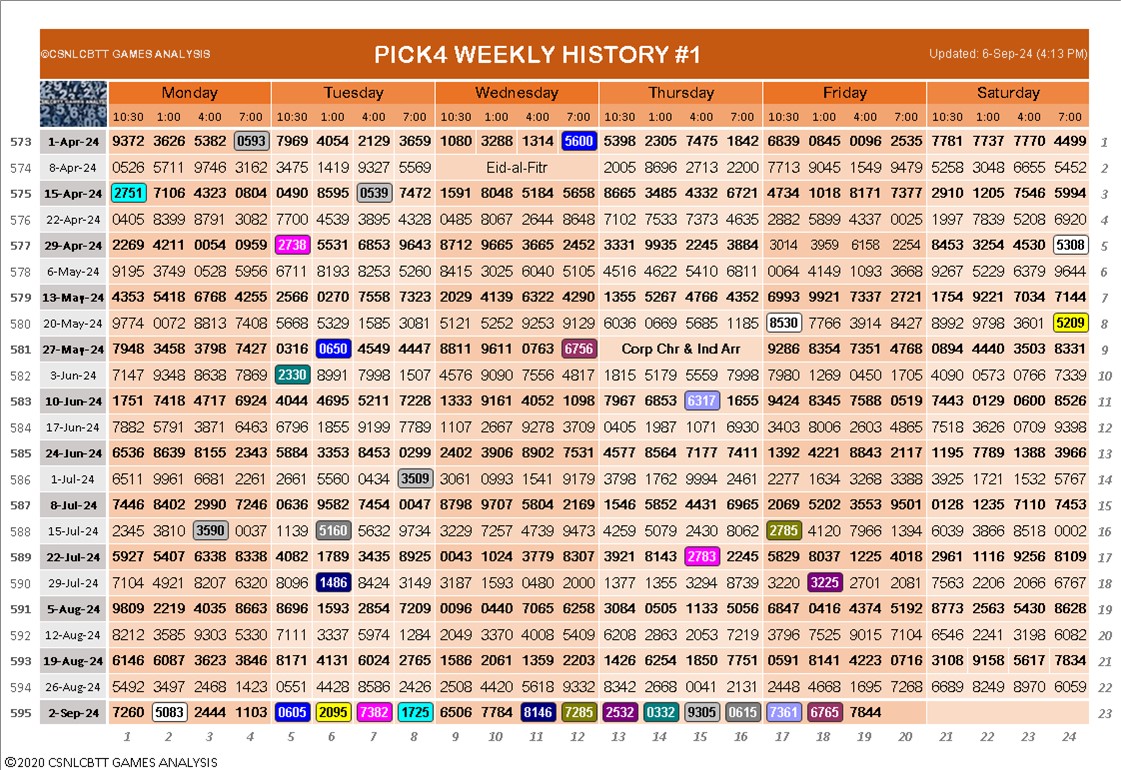 ©CSNLCBTT GAMES ANALYSIS PICK4 WEEKLY HISTORY #1 Updated: 6-Sep-24 (4:13 PM)
Monday Tuesday Wednesday Thursday Friday Saturday
10:30 1:00 4:00 7:00 10:30 1:00 4:00 7:00 10:30 1:00 4:00 7:00 10:30 1:00 4:00 7:00 10:30 1:00 4:00 7:00 10:30 1:00 4:00 7:00
573 1-Apr-24 9372 3626 5382 0593 7969 4054 2129 3659 1080 3288 1314 5600 5398 2305 7475 1842 6839 0845 0096 2535 7781 7737 7770 4499 1
574 8-Apr-24 0526 5711 9746 3162 3475 1419 9327 5569 Eid-al-Fitr 2005 8696 2713 2200 7713 9045 1549 9479 5258 3048 6655 5452 2
575 15-Apr-24 2751 7106 4323 0804 0490 8595 0539 7472 1591 8048 5184 5658 8665 3485 4332 6721 4734 1018 8171 7377 2910 1205 7546 5994 3
576 22-Apr-24 0405 8399 8791 3082 7700 4539 3895 4328 0485 8067 2644 8648 7102 7533 7373 4635 2882 5899 4337 0025 1997 7839 5208 6920 4
577 29-Apr-24 2269 4211 0054 0959 2738 5531 6853 9643 8712 9665 3665 2452 3331 9935 2245 3884 3014 3959 6158 2254 8453 3254 4530 5308 5
578 6-May-24 9195 3749 0528 5956 6711 8193 8253 5260 8415 3025 6040 5105 4516 4622 5410 6811 0064 4149 1093 3668 9267 5229 6379 9644 6
579 13-May-24 4353 5418 6768 4255 2566 0270 7558 7323 2029 4139 6322 4290 1355 5267 4766 4352 6993 9921 7337 2721 1754 9221 7034 7144 7
580 20-May-24 9774 0072 8813 7408 5668 5329 1585 3081 5121 5252 9253 9129 6036 0669 5685 1185 8530 7766 3914 8427 8992 9798 3601 5209 8
581 27-May-24 7948 3458 3798 7427 0316 0650 4549 4447 8811 9611 0763 6756 Corp Chr & Ind Arr 9286 8354 7351 4768 0894 4440 3503 8331 9
582 3-Jun-24 7147 9348 8638 7869 2330 8991 7998 1507 4576 9090 7556 4817 1815 5179 5559 7998 7980 1269 0450 1705 4090 0573 0766 7339 10
583 10-Jun-24 1751 7418 4717 6924 4044 4695 5211 7228 1333 9161 4052 1098 7967 6853 6317 1655 9424 8345 7588 0519 7443 0129 0600 8526 11
584 17-Jun-24 7882 5791 3871 6463 6796 1855 9199 7789 1107 2667 9278 3709 0405 1987 1071 6930 3403 8006 2603 4865 7518 3626 0709 9398 12
585 24-Jun-24 6536 8639 8155 2343 5884 3353 8453 0299 2402 3906 8902 7531 4577 8564 7177 7411 1392 4221 8843 2117 1195 7789 1388 3966 13
586 1-Jul-24 6511 9961 6681 2261 2661 5560 0434 3509 3061 0993 1541 9179 3798 1762 9994 2461 2277 1634 3268 3388 3925 1721 1532 5767 14
587 8-Jul-24 7446 8402 2990 7246 0636 9582 7454 0047 8798 9707 5804 2169 1546 5852 4431 6965 2069 5202 3553 9501 0128 1235 7110 7453 15
588 15-Jul-24 2345 3810 3590 0037 1139 5160 5632 9734 3229 7257 4739 9473 4259 5079 2430 8062 2785 4120 7966 1394 6039 3866 8518 0002 16
589 22-Jul-24 5927 5407 6338 8338 4082 1789 3435 8925 0043 1024 3779 8307 3921 8143 2783 2245 5829 8037 1225 4018 2961 1116 9256 8109 17
590 29-Jul-24 7104 4921 8207 6320 8096 1486 8424 3149 3187 1593 0480 2000 1377 1355 3294 8739 3220 3225 2701 2081 7563 2206 2066 6767 18
591 5-Aug-24 9809 2219 4035 8663 8696 1593 2854 7209 0096 0440 7065 6258 3084 0505 1133 5056 6847 0416 4374 5192 8773 2563 5430 8628 19
592 12-Aug-24 8212 3585 9303 5330 7111 3337 5974 1284 2049 3370 4008 5409 6208 2863 2053 7219 3796 7525 9015 7104 6546 2241 3198 6082 20
593 19-Aug-24 6146 6087 3623 3846 8171 4131 6024 2765 1586 2061 1359 2203 1426 6254 1850 7751 0591 8141 4223 0716 3108 9158 5617 7834 21
594 26-Aug-24 5492 3497 2468 1423 0551 4428 8586 2426 2508 4420 5618 9332 8342 2668 0041 2131 2448 4668 1695 7268 6689 8249 8970 6059 22
595 2-Sep-24 7260 5083 2444 1103 0605 2095 7382 1725 6506 7784 8146 7285 2532 0332 9305 0615 7361 6765 7844 23
1 2 3 4 5 6 7 8 9 10 11 12 13 14 15 16 17 18 19 20 21 22 23 24
©2020 CSNLCBTT GAMES ANALYSIS